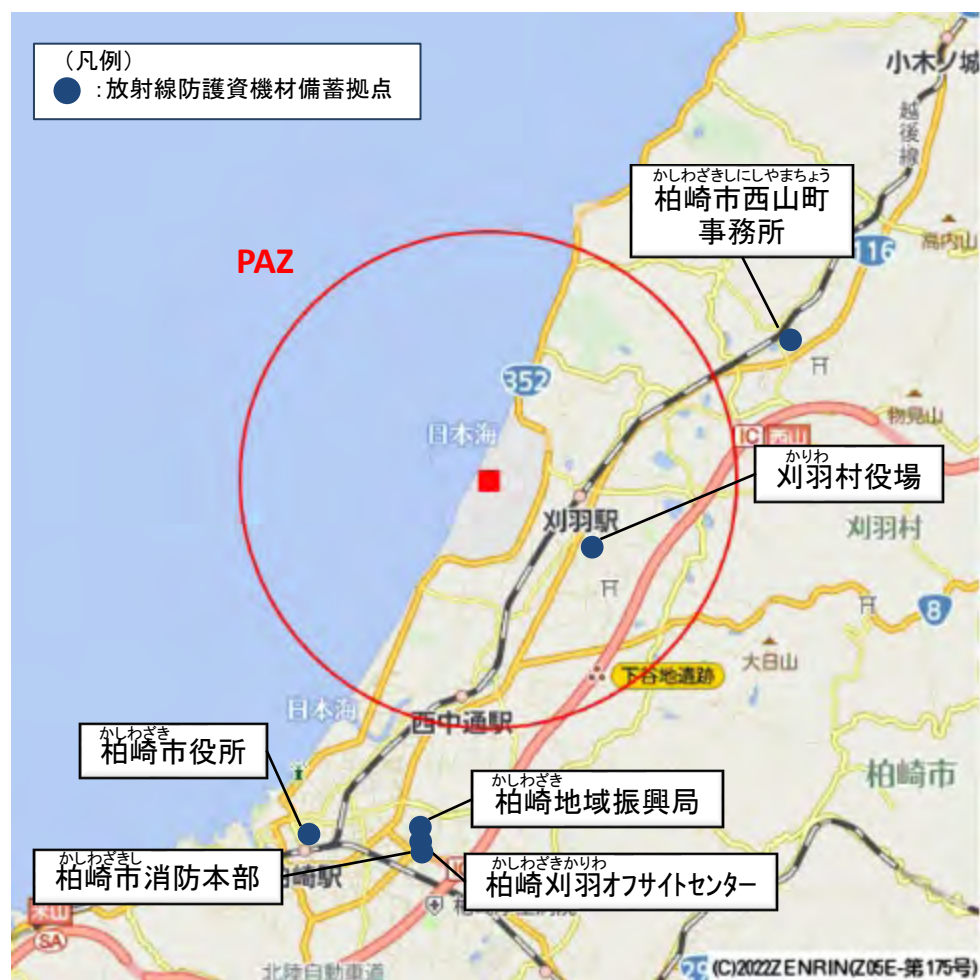 (凡例)
：放射線防護資機材備蓄拠点
小木ノ城
越後線
かしわざきしにしやまちょう
柏崎市西山町
事務所
高内山
116
PAZ
352
日本海
物見山
IC 西山
かりわ
刈羽村役場
刈羽駅
刈羽村
8
大日山
下谷地遺跡
日本海
西中通駅
かしわざき
柏崎市役所
柏崎市
かしわざき
柏崎地域振興局
かしわざきし
柏崎市消防本部
かしわざきかりわ
柏崎刈羽オフサイトセンター
米山
SA
北陸自動車道
(C)2022ZENRIN(Z05E-第175号)